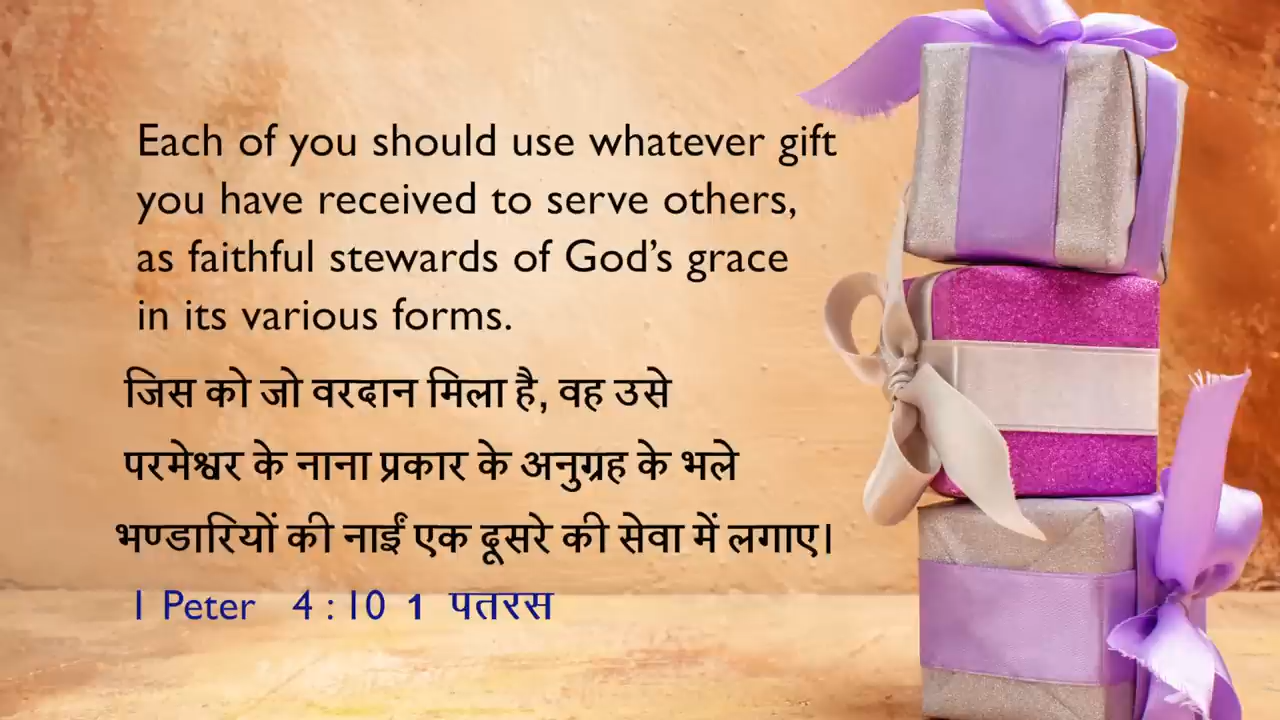 Each of you should use whatever gift
you have received to serve others,
as faithful stewards of God’s grace
in its various forms.
जिस को जो वरदान मिला है, वह उसे
परमेश्वर के नाना प्रकार के अनुग्रह के भले
भण्डारियों की नाईं एक दूसरे की सेवा में लगाए।
1 Peter 4 : 10 1 पतरस